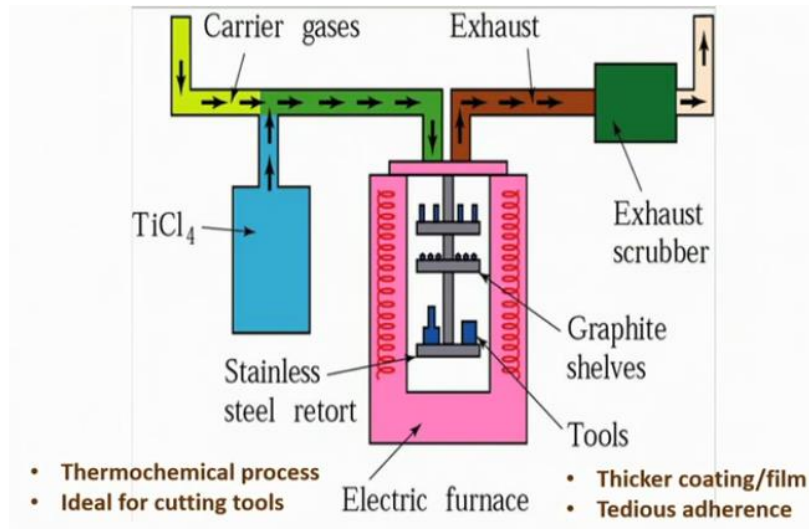 Carrier gases
Exhaust
TiCl4
Exhaust
scrubber
Graphite
shelves
Stainless
steel retort
Tools
• Thermochemical process
• Ideal for cutting tools
Electric furnace
• Thicker coating/film
• Tedious adherence